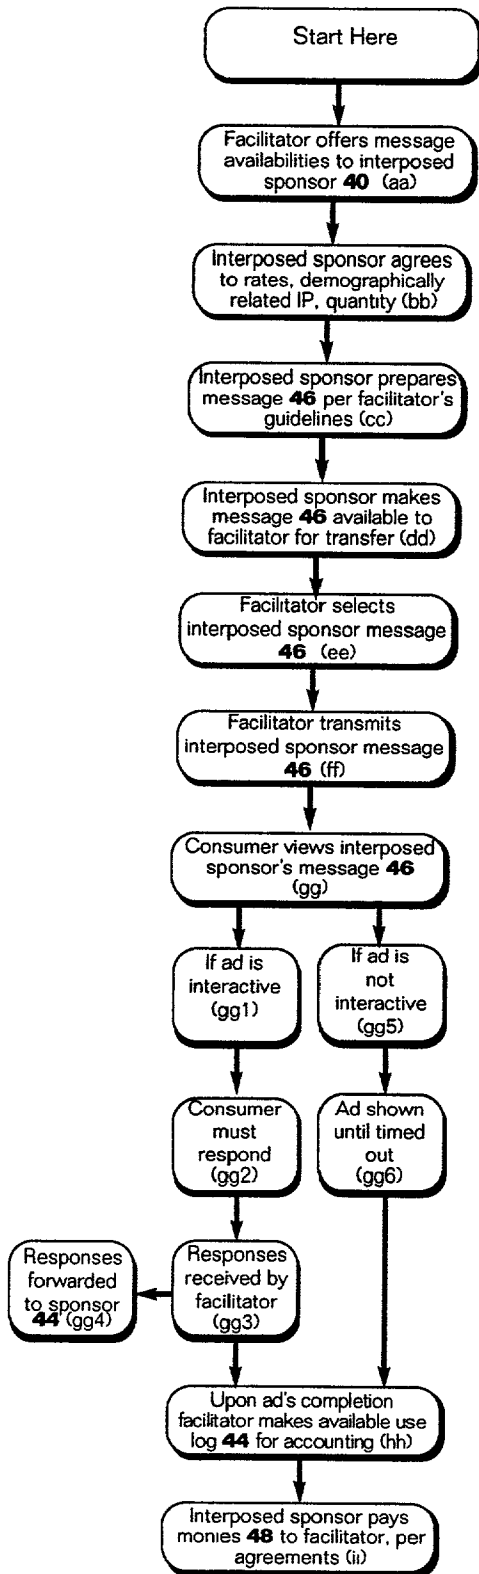 Start Here
Facilitator offers message
availabilities to interposed
sponsor 40 (aa)
Interposed sponsor agrees
to rates, demographically
related IP, quantity (bb)
Interposed sponsor prepares
message 46 per facilitator's
guidelines (cc)
Interposed sponsor makes
message 46 available to
facilitator for transfer (dd)
Facilitator selects
interposed sponsor message
46 (ee)
Facilitator transmits
interposed sponsor message
46 (ff)
Consumer views interposed
sponsor's message 46
(gg)
If ad is
interactive
(gg1)
If ad is
not
interactive
(gg5)
Consumer
must
respond
(gg2)
Ad shown
until timed
out
(gg6)
Responses
forwarded
to sponsor
44 (gg4)
Responses
received by
facilitator
(gg3)
Upon ad's completion
facilitator makes available use
log 44 for accounting (hh)
Interposed sponsor pays
monies 48 to facilitator, per
agreements (ii)